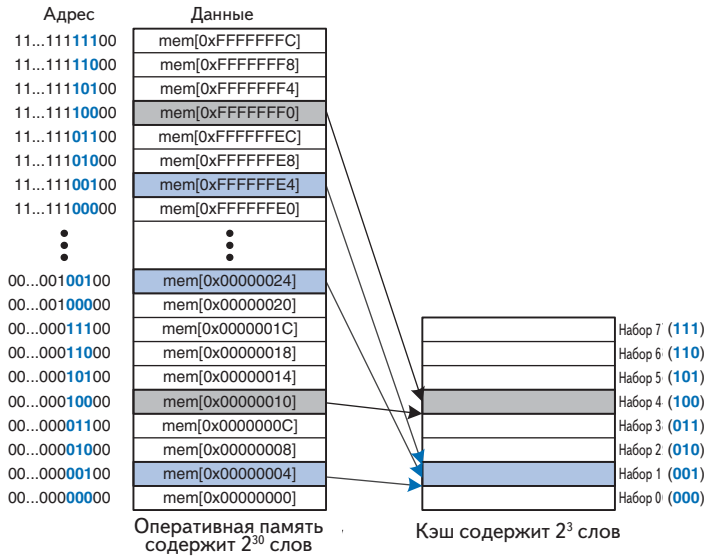 Адрес Данные
11...11111100 mem[0xFFFFFFFC]
11...11111000 mem[0xFFFFFFF8]
11...11110100 mem[0xFFFFFFF4]
11...11110000 mem[0xFFFFFFF0]
11...11101100 mem[0xFFFFFFEC]
11...11101000 mem[0xFFFFFFE8]
11...11100100 mem[0xFFFFFFE4]
11...11100000 mem[0xFFFFFFE0]
00...00100100 mem[0x00000024]
00...00100000 mem[0x00000020]
00...00011100 mem[0x0000001C] Набор 7 (111)
00...00011000 mem[0x00000018] Набор 6 (110)
00...00010100 mem[0x00000014] Набор 5 (101)
00...00010000 mem[0x00000010] Набор 4 (100)
00...00001100 mem[0x0000000C] Набор 3 (011)
00...00001000 mem[0x00000008] Набор 2 (010)
00...00000100 mem[0x00000004] Набор 1 (001)
00...00000000 mem[0x00000000] Набор 0 (000)
Оперативная память
содержит 2³⁰ слов
Кэш содержит 2³ слов